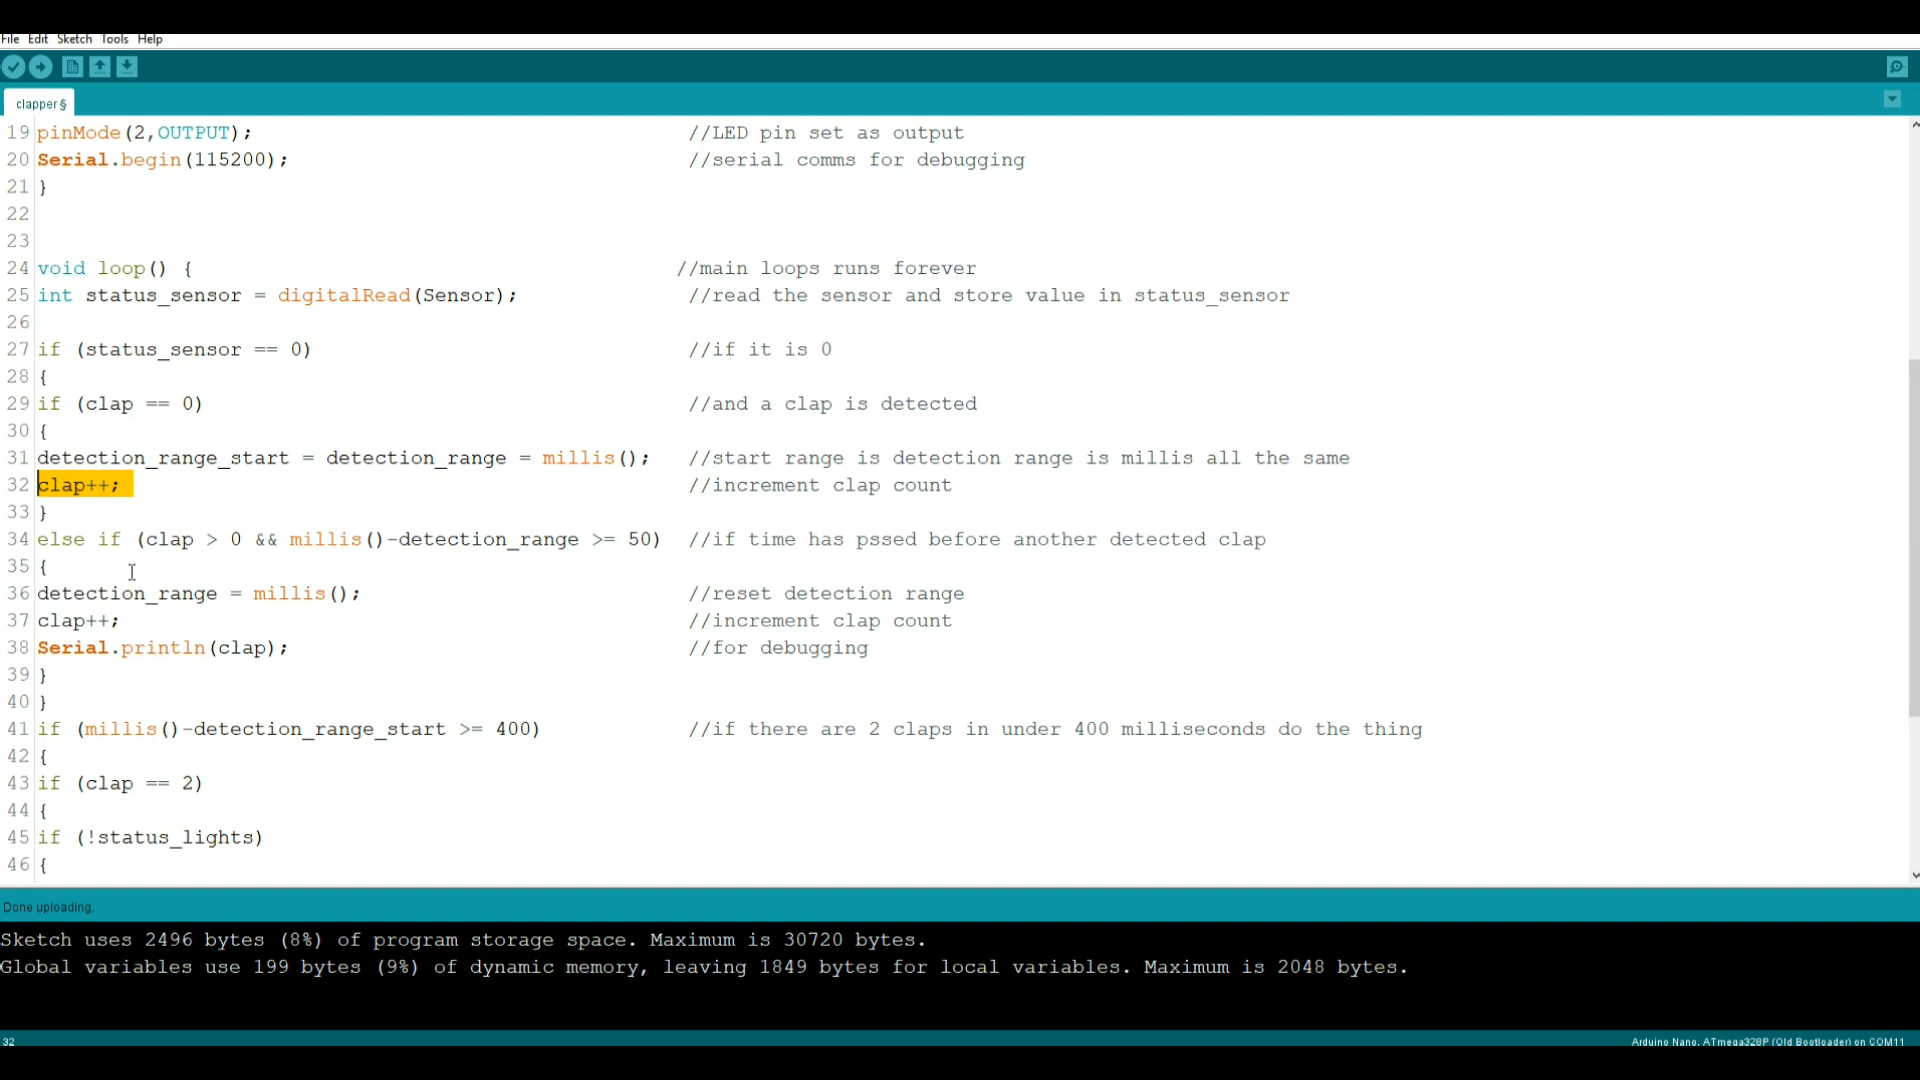 File Edit Sketch Tools Help
clapper §
19 pinMode(2,OUTPUT); //LED pin set as output
20 Serial.begin(115200); //serial comms for debugging
21 }
22
23
24 void loop() { //main loops runs forever
25 int status_sensor = digitalRead(Sensor); //read the sensor and store value in status_sensor
26
27 if (status_sensor == 0) //if it is 0
28 {
29 if (clap == 0) //and a clap is detected
30 {
31 detection_range_start = detection_range = millis(); //start range is detection range is millis all the same
32 clap++; //increment clap count
33 }
34 else if (clap > 0 && millis()-detection_range >= 50) //if time has pssed before another detected clap
35 {
36 detection_range = millis(); //reset detection range
37 clap++; //increment clap count
38 Serial.println(clap); //for debugging
39 }
40 }
41 if (millis()-detection_range_start >= 400) //if there are 2 claps in under 400 milliseconds do the thing
42 {
43 if (clap == 2)
44 {
45 if (!status_lights)
46 {
Done uploading.
Sketch uses 2496 bytes (8%) of program storage space. Maximum is 30720 bytes.
Global variables use 199 bytes (9%) of dynamic memory, leaving 1849 bytes for local variables. Maximum is 2048 bytes.
32 Arduino Nano, ATmega328P (Old Bootloader) on COM11